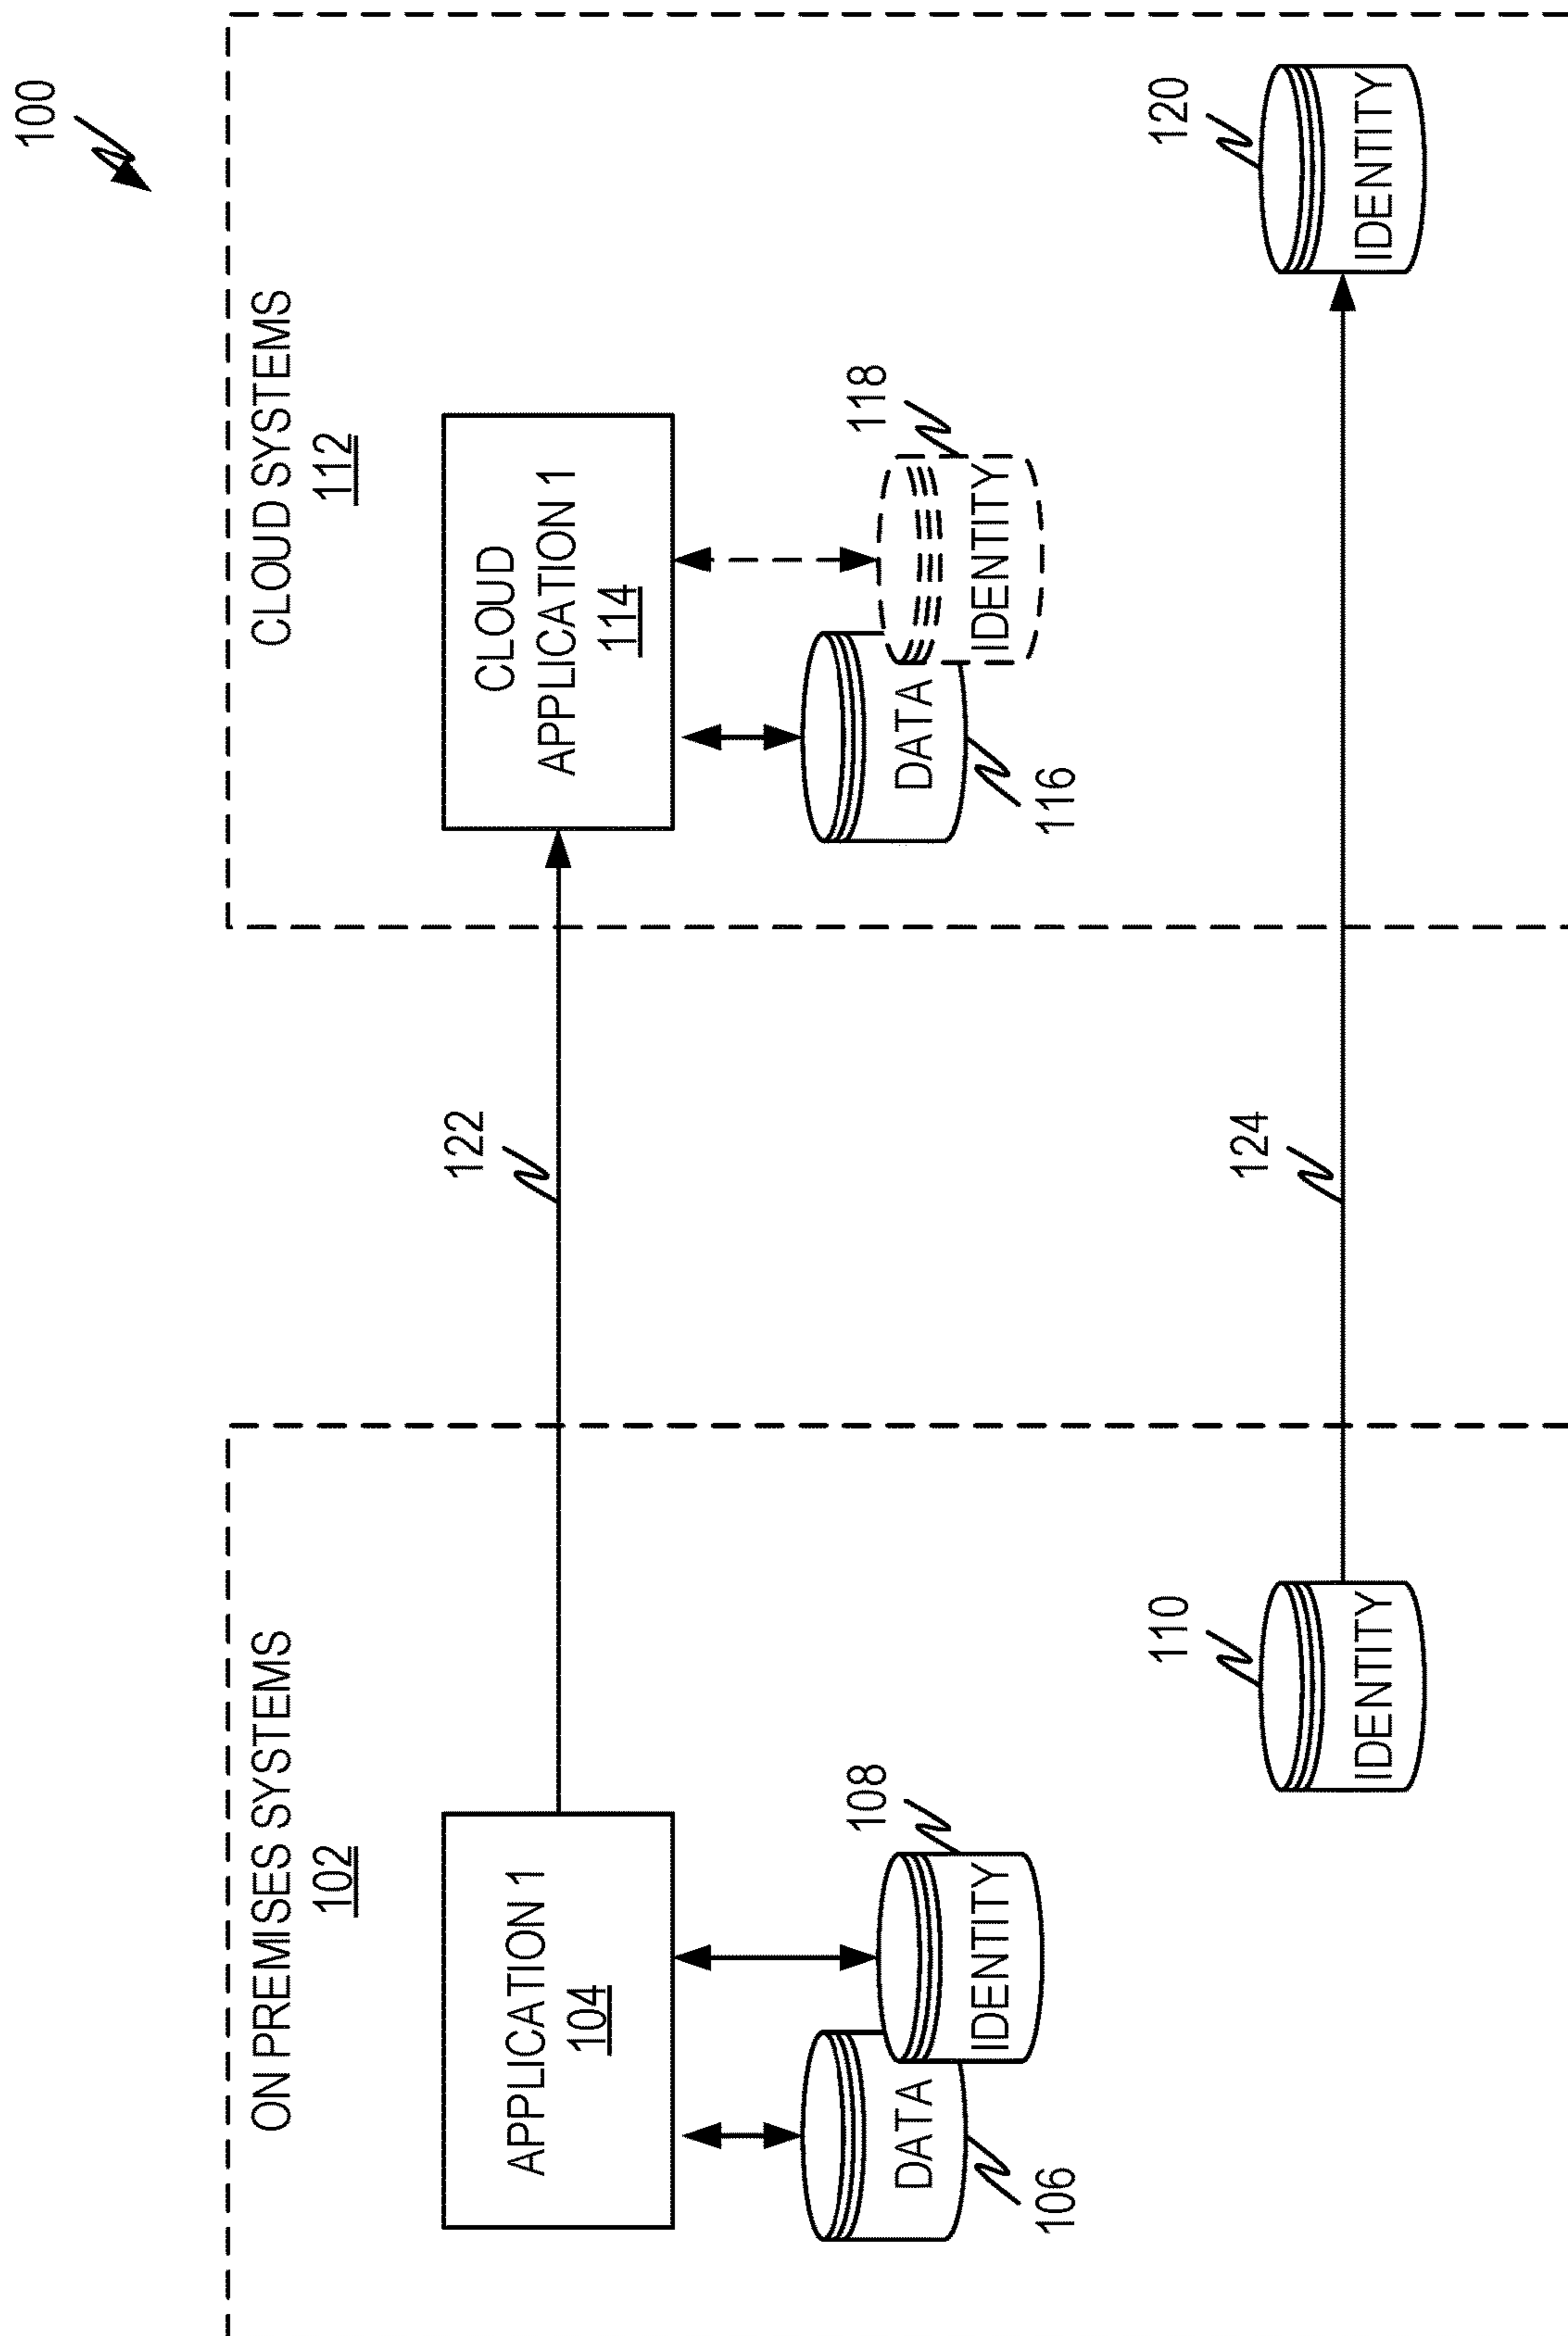 100
ON PREMISES SYSTEMS
102
APPLICATION 1
104
DATA
106
IDENTITY
108
110
IDENTITY
122
124
CLOUD SYSTEMS
112
CLOUD
APPLICATION 1
114
DATA
116
IDENTITY
118
120
IDENTITY